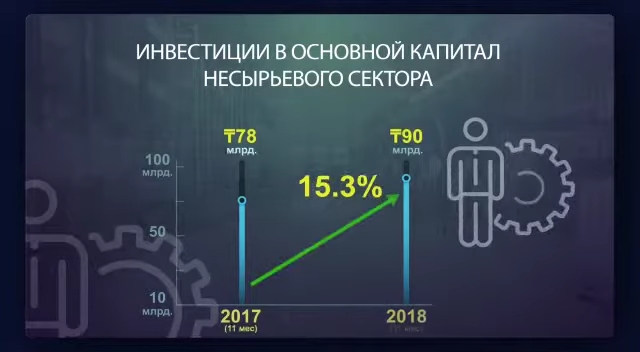 ИНВЕСТИЦИИ В ОСНОВНОЙ КАПИТАЛ
НЕСЫРЬЕВОГО СЕКТОРА
₸78
млрд.
₸90
млрд.
100
млрд.
15.3%
50
10
млрд.
2017
(11 мес)
2018
(11 мес)